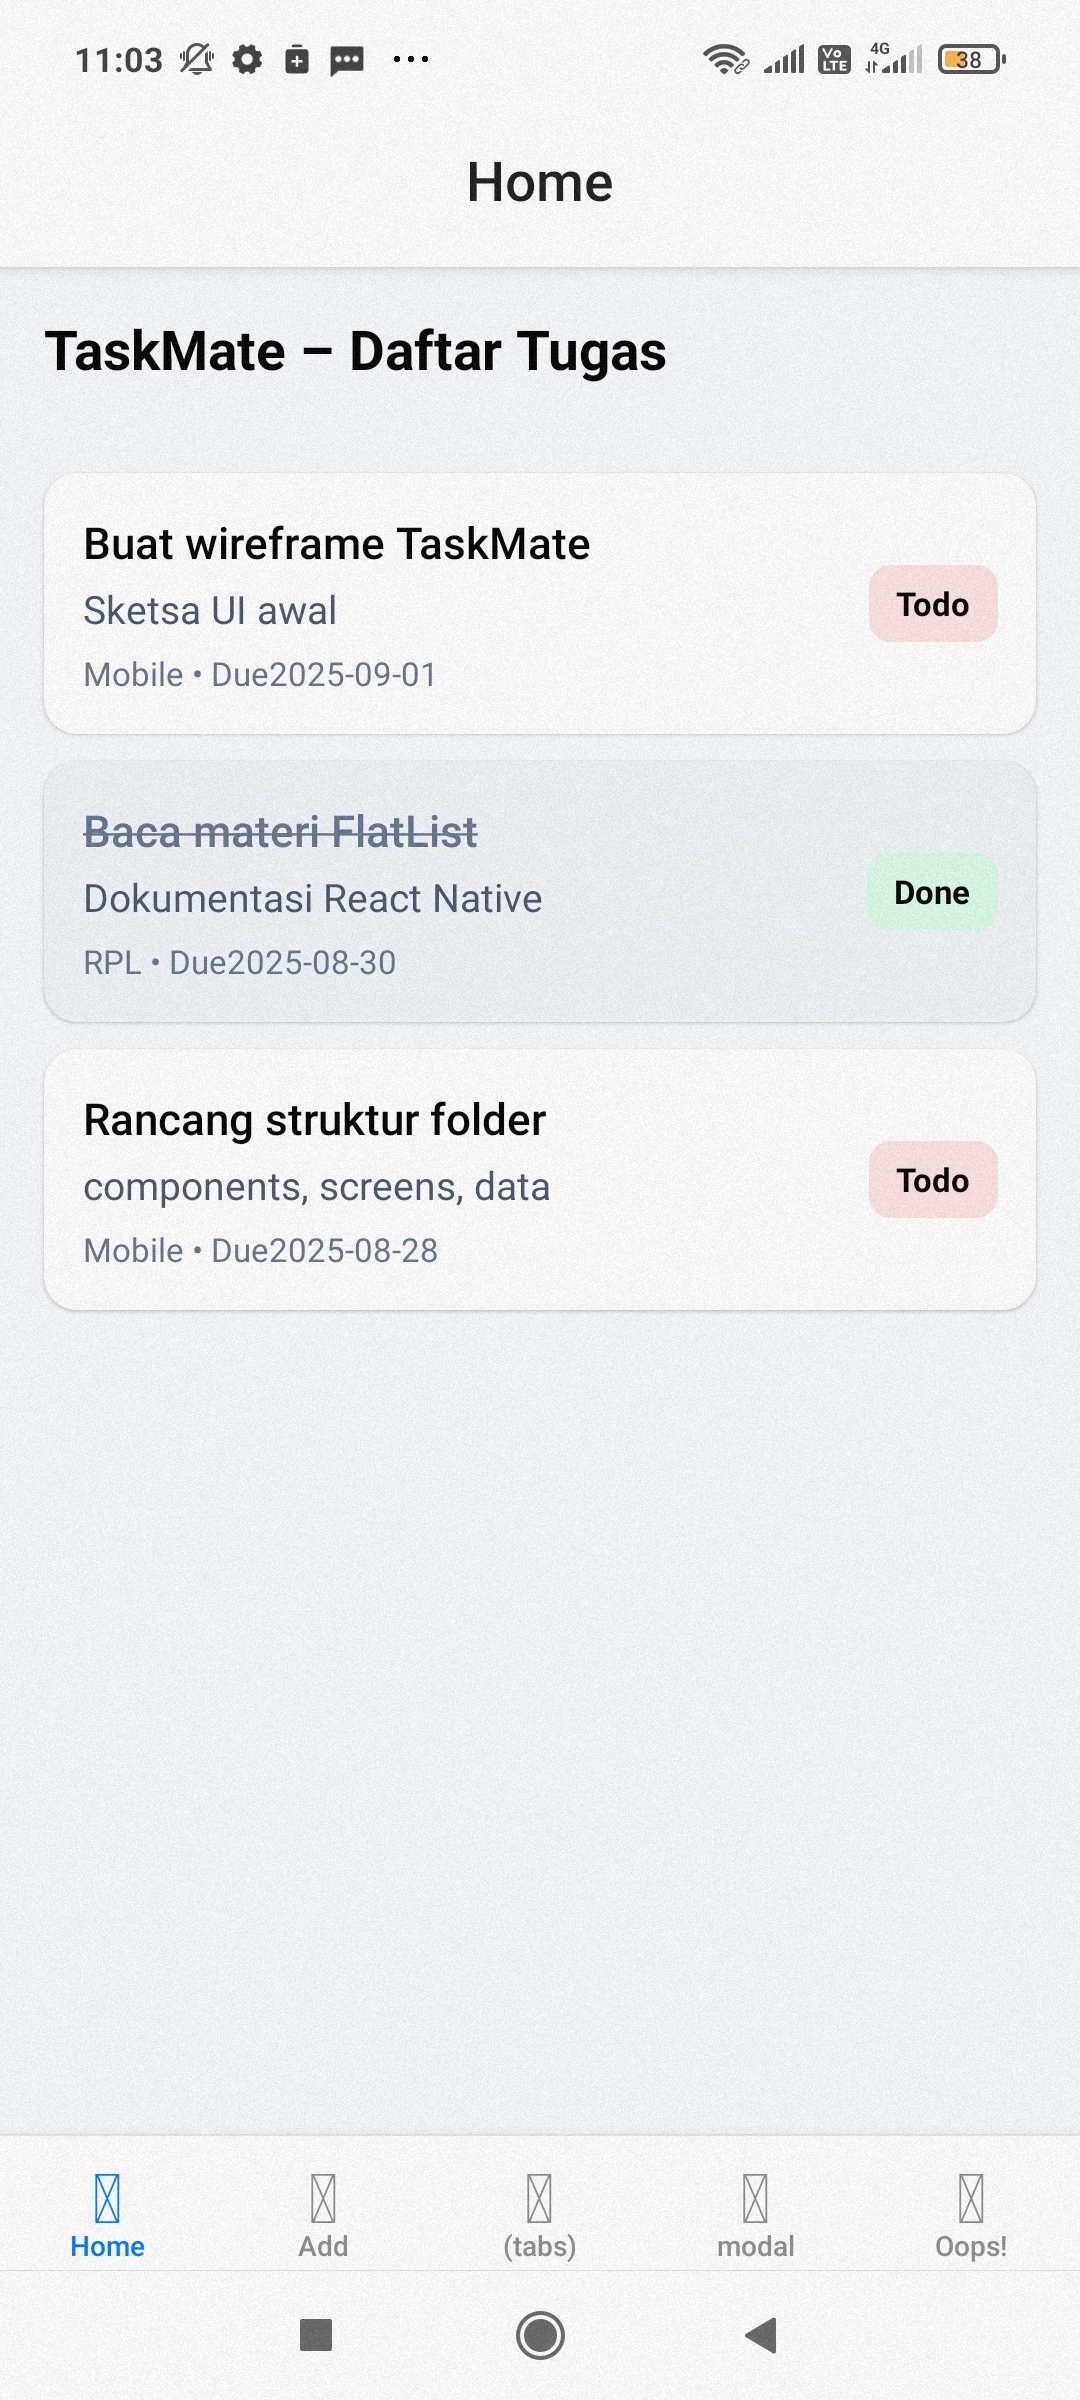 11:03
Vo
LTE
4G
38
Home
TaskMate – Daftar Tugas
Buat wireframe TaskMate
Sketsa UI awal
Mobile • Due2025-09-01
Todo
Baca materi FlatList
Dokumentasi React Native
RPL • Due2025-08-30
Done
Rancang struktur folder
components, screens, data
Mobile • Due2025-08-28
Todo
Home
Add
(tabs)
modal
Oops!